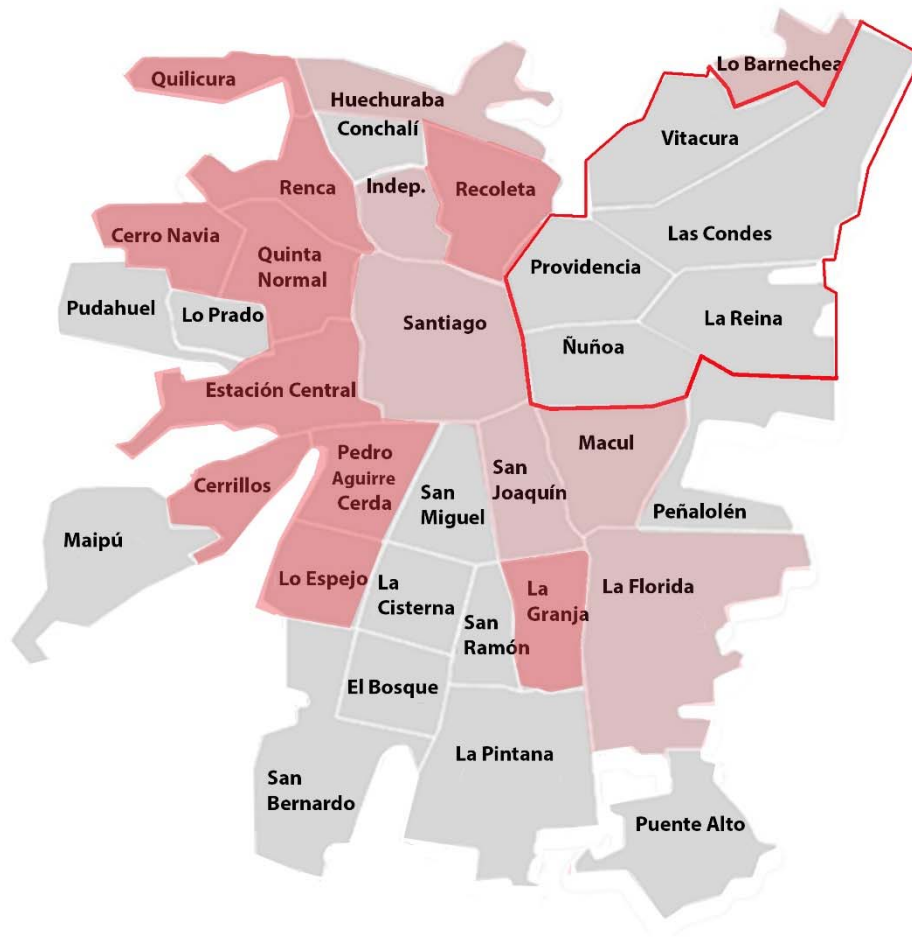 Lo Barnechea
Quilicura
Huechuraba
Conchalí
Vitacura
Renca
Indep.
Recoleta
Cerro Navia
Las Condes
Quinta
Normal
Providencia
Pudahuel
Lo Prado
Santiago
La Reina
Ñuñoa
Estación Central
Pedro
Aguirre
Cerda
Macul
San
Joaquín
Cerrillos
San
Miguel
Peñalolén
Maipú
Lo Espejo
La
Cisterna
La
Granja
La Florida
San
Ramón
El Bosque
La Pintana
San
Bernardo
Puente Alto